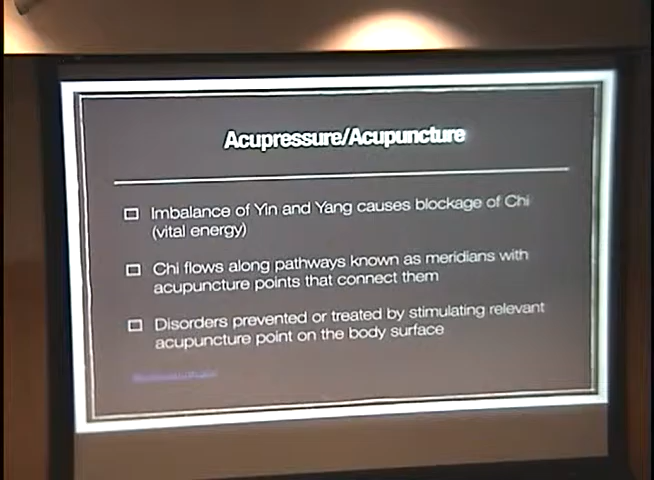 Acupressure/Acupuncture
Imbalance of Yin and Yang causes blockage of Chi
(vital energy)
Chi flows along pathways known as meridians with
acupuncture points that connect them
Disorders prevented or treated by stimulating relevant
acupuncture point on the body surface